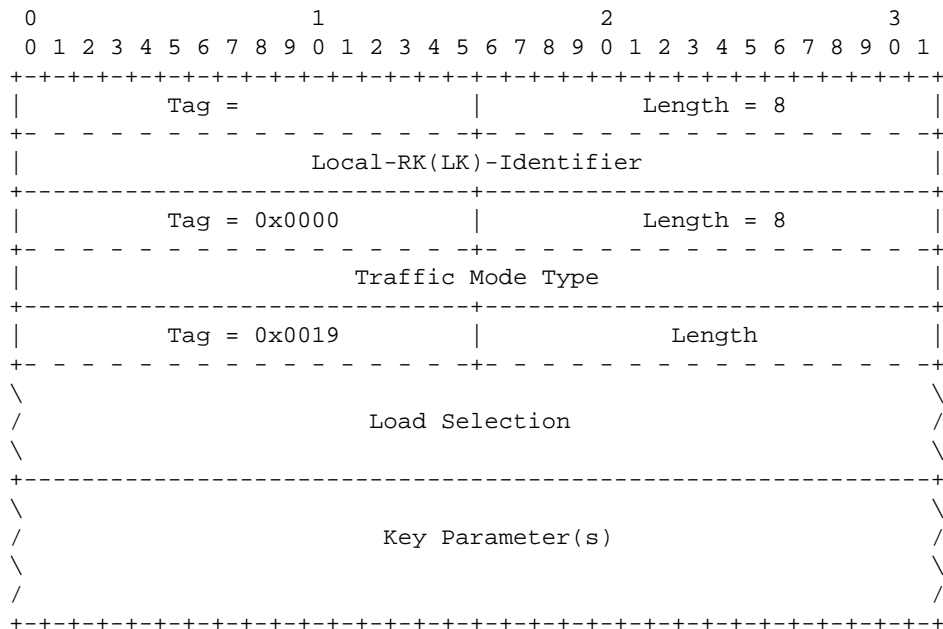 0 1 2 3
0 1 2 3 4 5 6 7 8 9 0 1 2 3 4 5 6 7 8 9 0 1 2 3 4 5 6 7 8 9 0 1
Tag = Length = 8
Local-RK(LK)-Identifier
Tag = 0x0000 Length = 8
Traffic Mode Type
Tag = 0x0019 Length
Load Selection
Key Parameter(s)